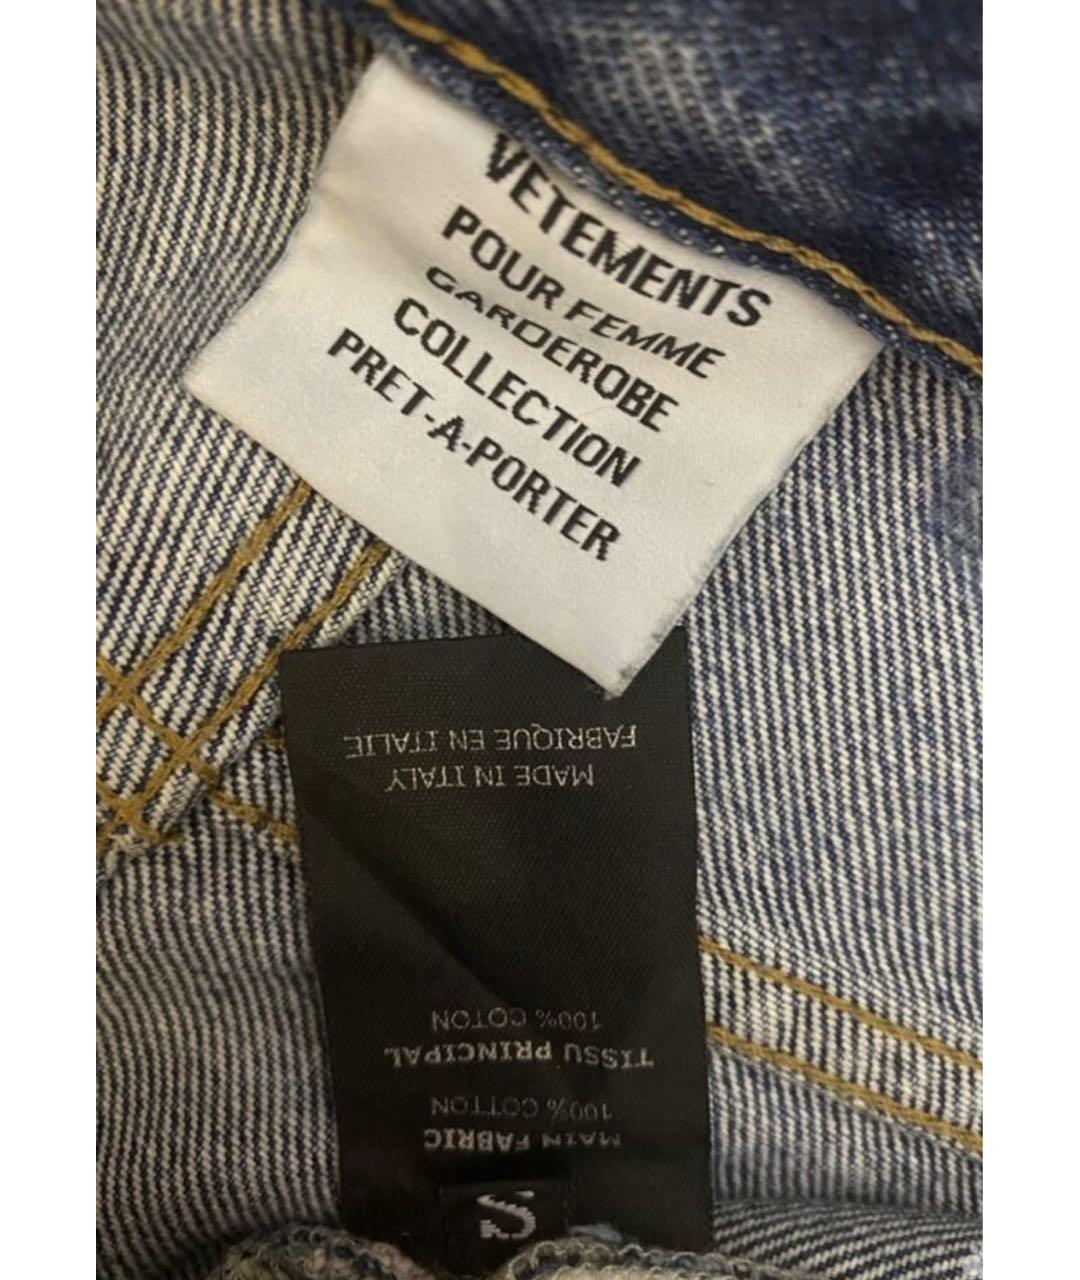 VETEMENTS
POUR FEMME
GARDEROBE
COLLECTION
PRET-A-PORTER
S
MAIN FABRIC
100% COTTON
TISSU PRINCIPAL
100% COTON
MADE IN ITALY
FABRIQUE EN ITALIE